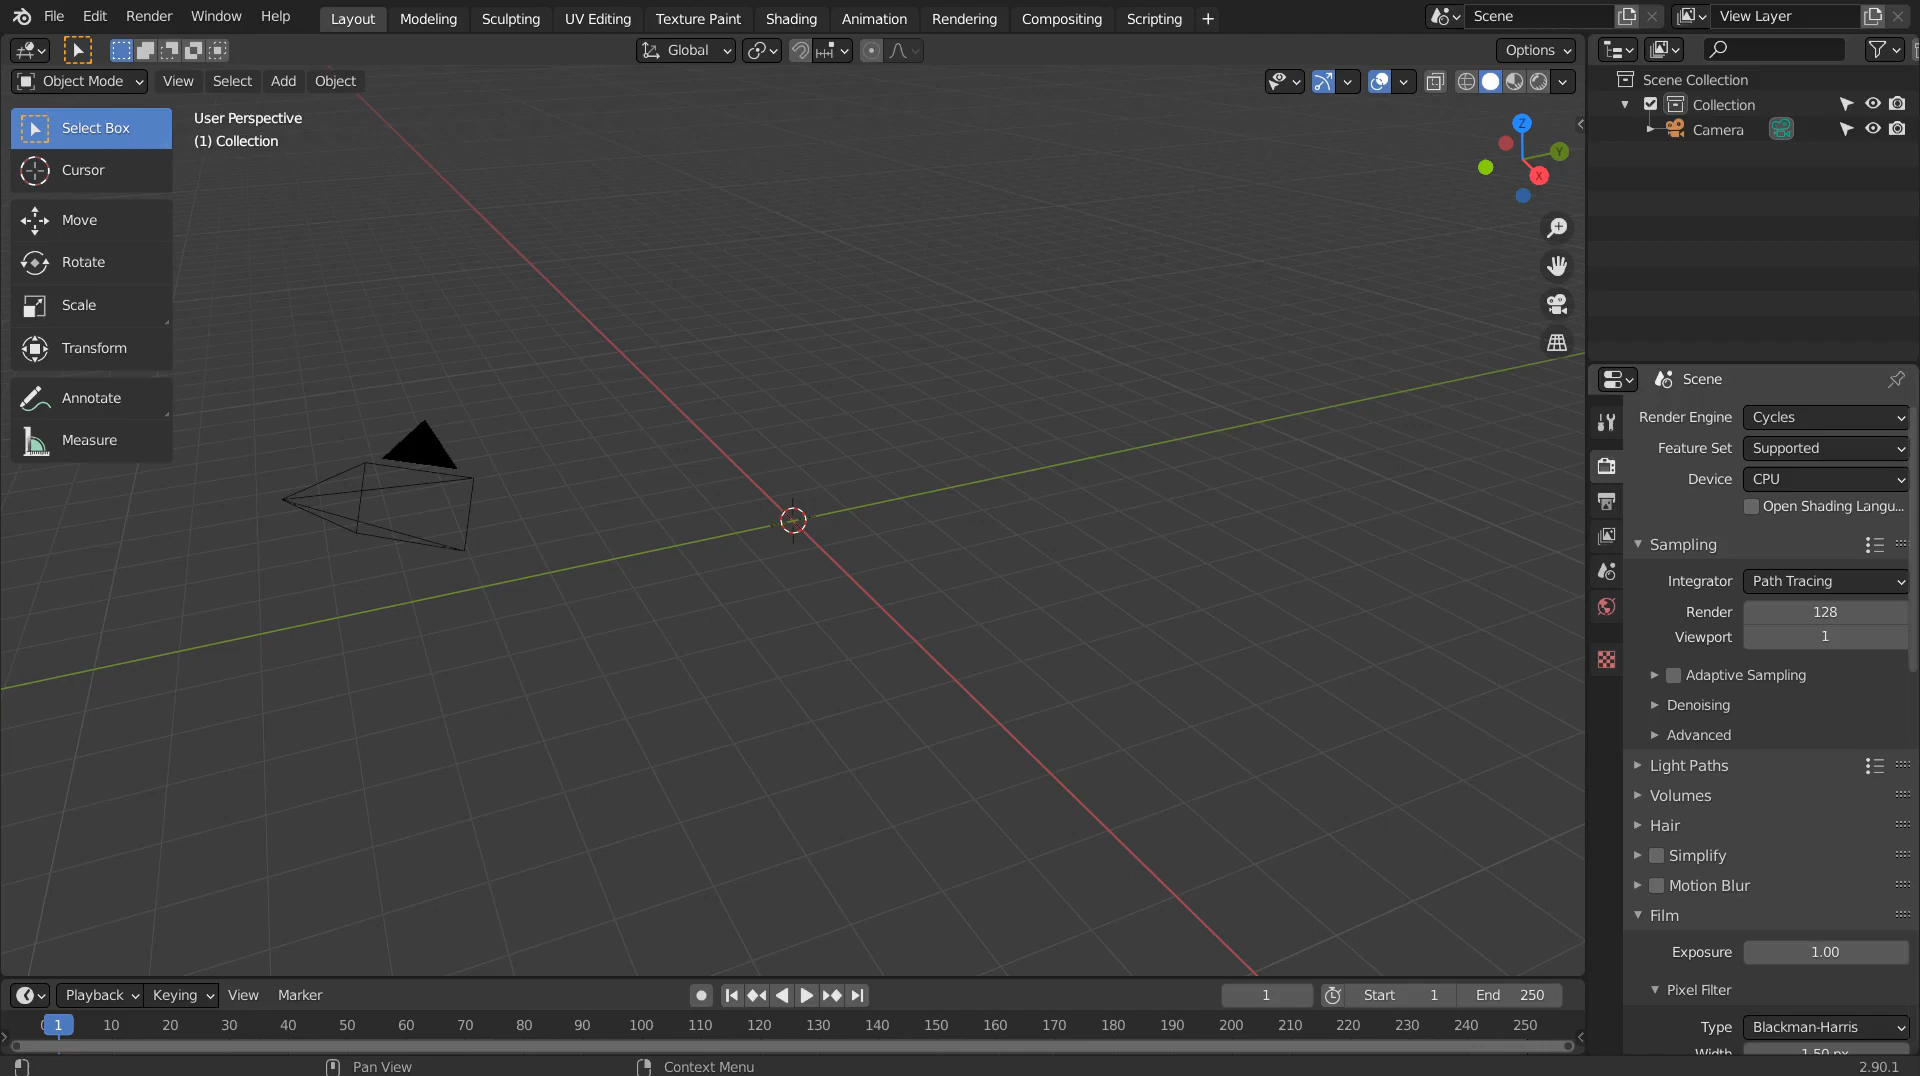 File Edit Render Window Help Layout Modeling Sculpting UV Editing Texture Paint Shading Animation Rendering Compositing Scripting + Scene View Layer
Global Options
Object Mode View Select Add Object
Select Box
Cursor
Move
Rotate
Scale
Transform
Annotate
Measure
User Perspective
(1) Collection
Z
Y
X
Scene Collection
Collection
Camera
Scene
Render Engine Cycles
Feature Set Supported
Device CPU
Open Shading Langu...
Sampling
Integrator Path Tracing
Render 128
Viewport 1
Adaptive Sampling
Denoising
Advanced
Light Paths
Volumes
Hair
Simplify
Motion Blur
Film
Exposure 1.00
Pixel Filter
Type Blackman-Harris
Width 1.50 px
Playback Keying View Marker 1 Start 1 End 250
1 10 20 30 40 50 60 70 80 90 100 110 120 130 140 150 160 170 180 190 200 210 220 230 240 250
Pan View Context Menu 2.90.1